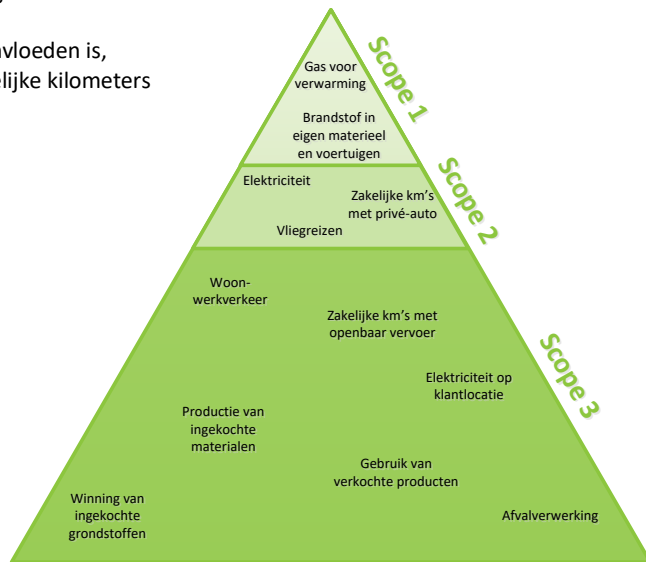 vloeden is,
elijke kilometers
Gas voor
verwarming
Scope 1
Brandstof in
eigen materieel
en voertuigen
Elektriciteit
Zakelijke km's
met privé-auto
Scope 2
Vliegreizen
Woon-
werkverkeer
Zakelijke km's met
openbaar vervoer
Scope 3
Elektriciteit op
klantlocatie
Productie van
ingekochte
materialen
Gebruik van
verkochte producten
Winning van
ingekochte
grondstoffen
Afvalverwerking